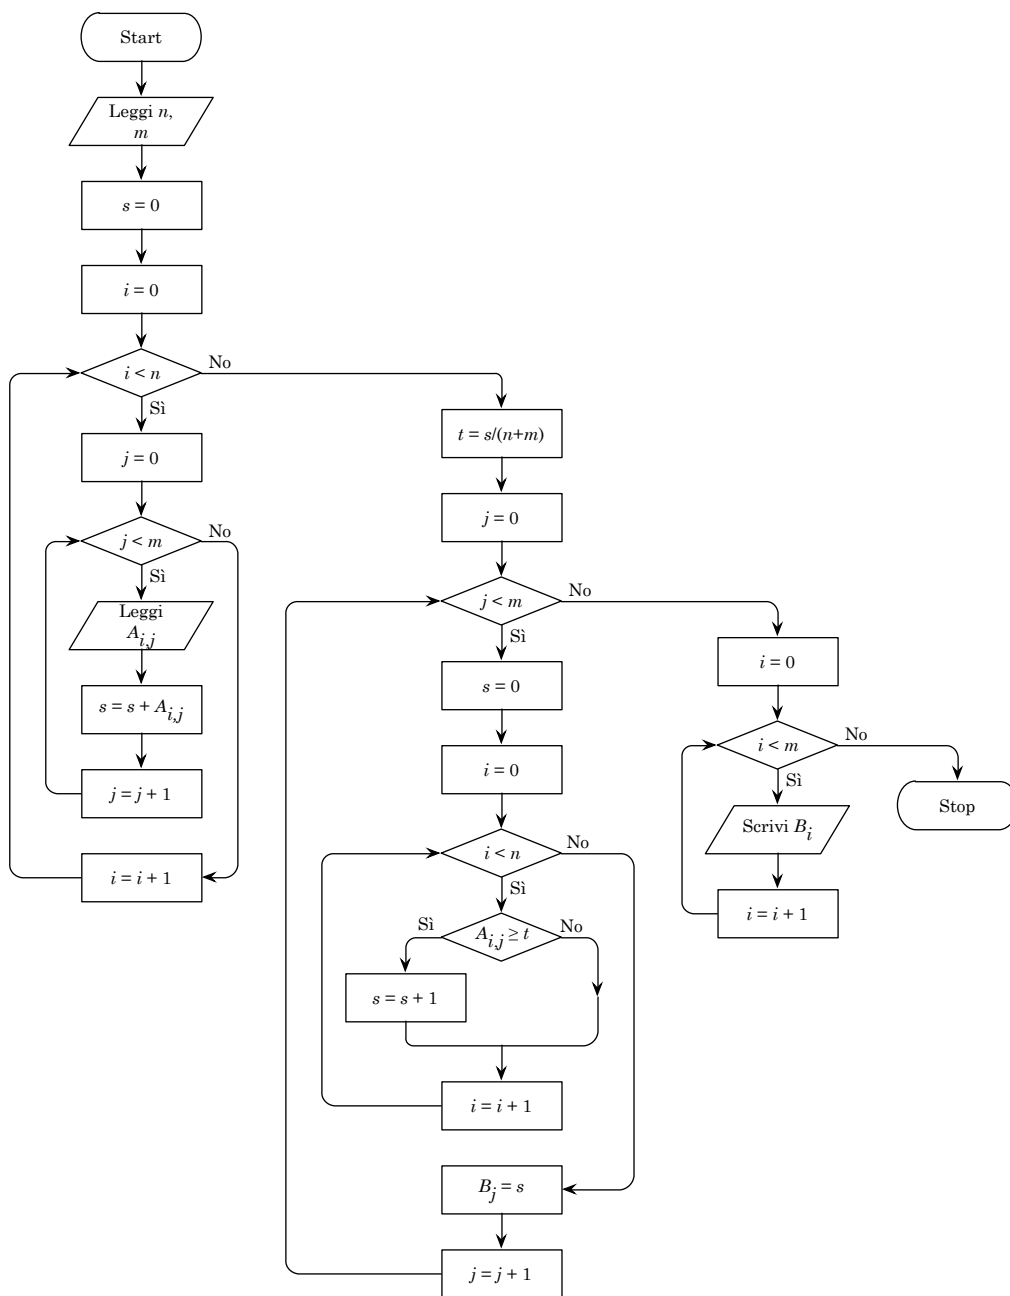 Start
Leggi n,
m
s = 0
i = 0
i < n
No
Sì
j = 0
j < m
No
Sì
Leggi
A_{i,j}
s = s + A_{i,j}
j = j + 1
i = i + 1
t = s/(n+m)
j = 0
j < m
No
Sì
s = 0
i = 0
i < n
No
Sì
A_{i,j} ≥ t
Sì
No
s = s + 1
i = i + 1
B_j = s
j = j + 1
i = 0
i < m
No
Sì
Scrivi B_i
i = i + 1
Stop